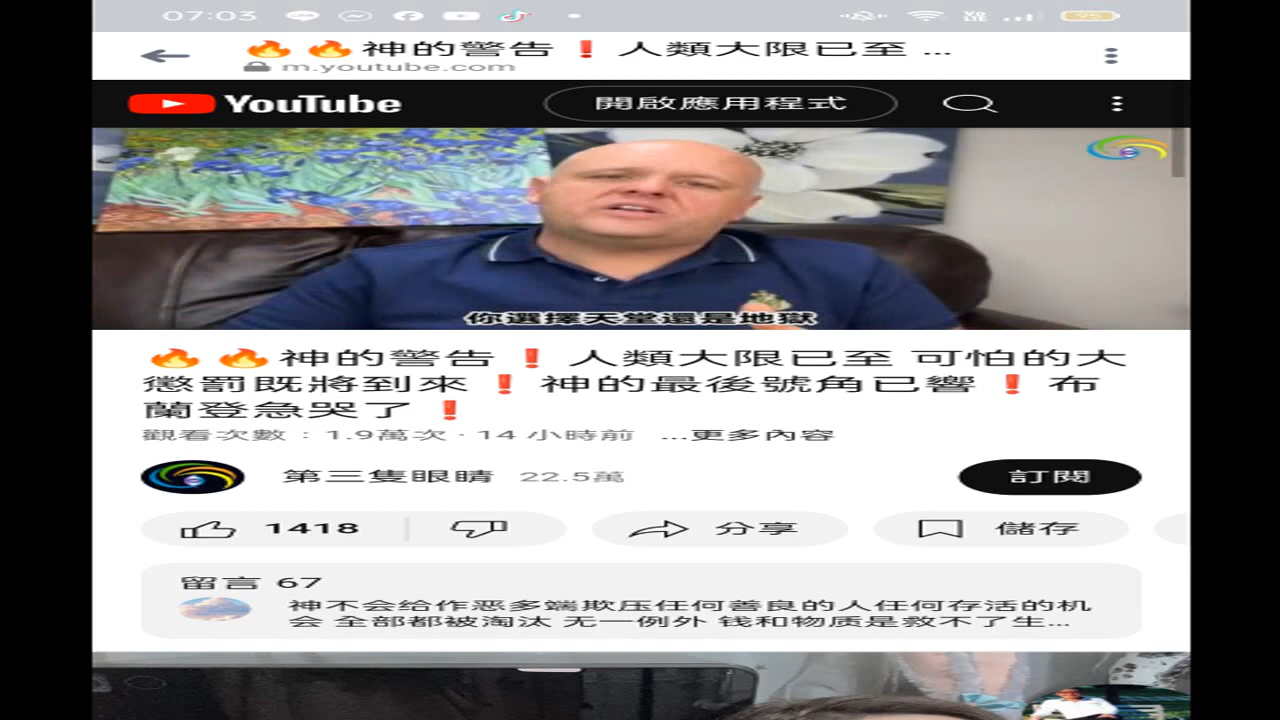 07:03
VO LTE
95
🔥🔥神的警告❗人類大限已至 ...
m.youtube.com
YouTube
開啟應用程式
你選擇天堂還是地獄
🔥🔥神的警告❗人類大限已至 可怕的大
懲罰既將到來❗神的最後號角已響❗布
蘭登急哭了❗
觀看次數：1.9萬次·14 小時前 ...更多內容
第三隻眼睛 22.5萬
訂閱
1418
分享
儲存
留言 67
神不会给作恶多端欺压任何善良的人任何存活的机
会 全部都被淘汰 无一例外 钱和物质是救不了生...